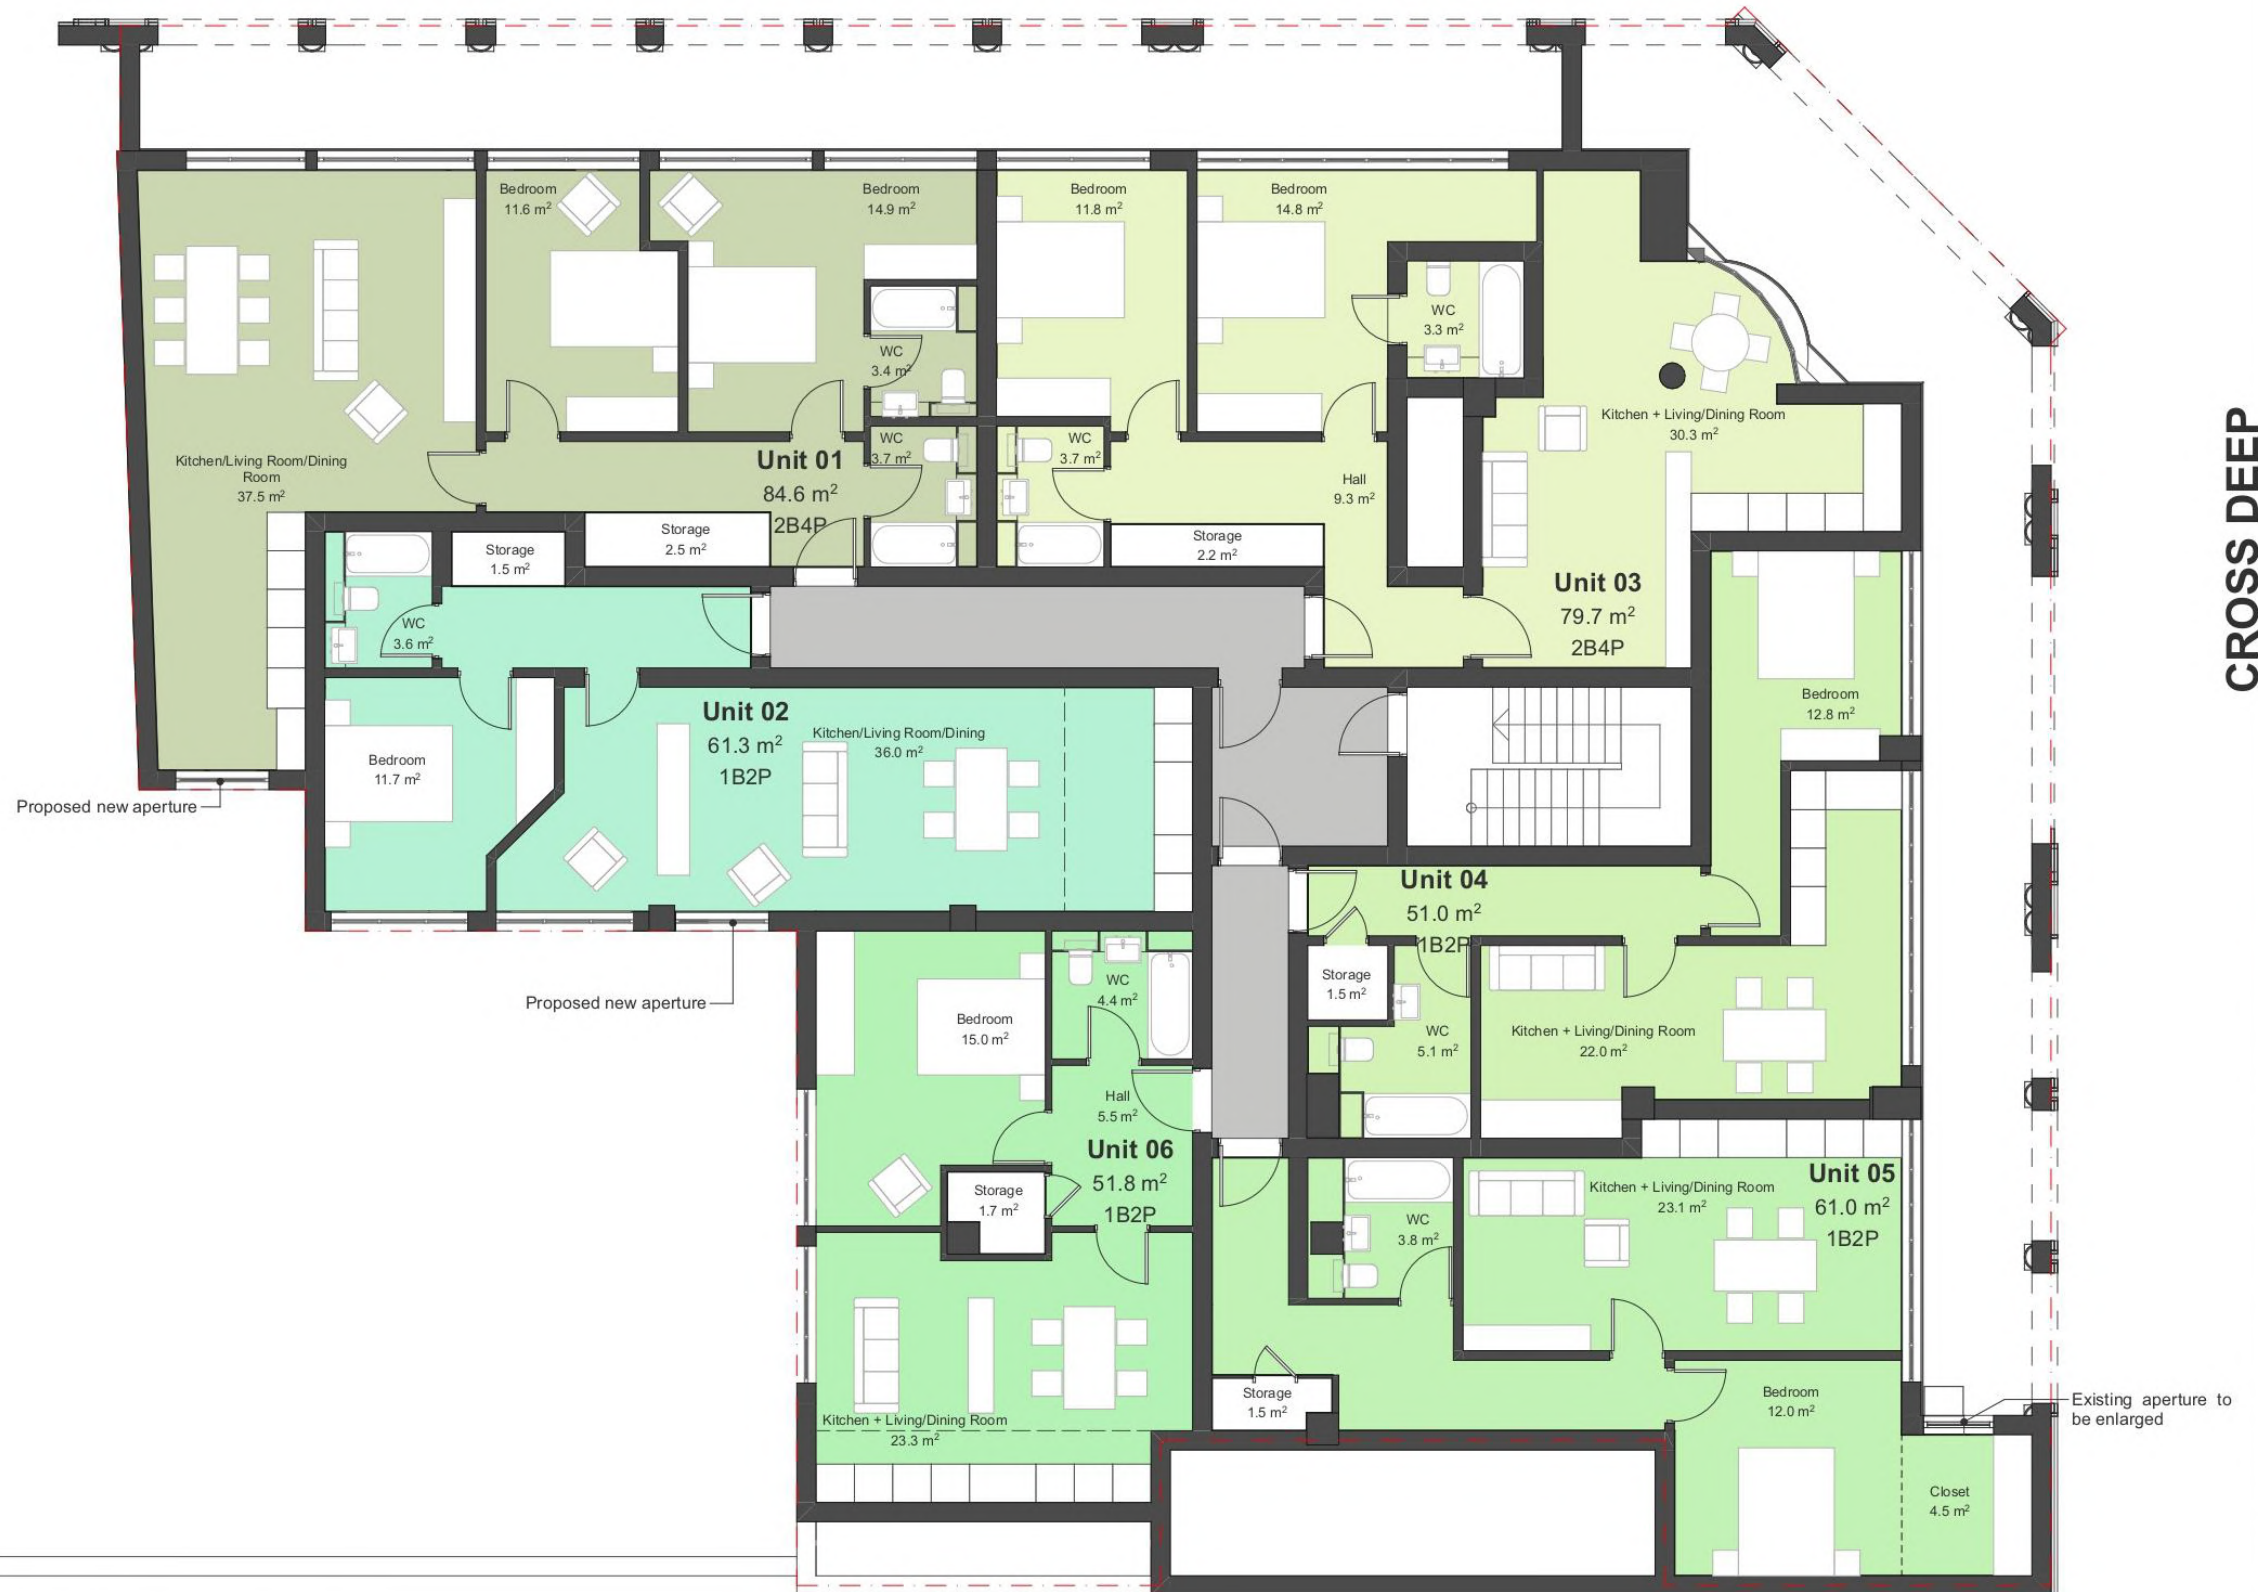 Bedroom
11.6 m²
Bedroom
14.9 m²
Bedroom
11.8 m²
Bedroom
14.8 m²
WC
3.3 m²
WC
3.4 m²
Kitchen + Living/Dining Room
30.3 m²
Kitchen/Living Room/Dining
Room
37.5 m²
Unit 01
84.6 m²
2B4P
WC
3.7 m²
WC
3.7 m²
Hall
9.3 m²
Storage
1.5 m²
Storage
2.5 m²
Storage
2.2 m²
Unit 03
79.7 m²
2B4P
CROSS DEEP
WC
3.6 m²
Unit 02
61.3 m²
1B2P
Kitchen/Living Room/Dining
36.0 m²
Bedroom
11.7 m²
Bedroom
12.8 m²
Proposed new aperture
Unit 04
51.0 m²
1B2P
Proposed new aperture
Storage
1.5 m²
WC
4.4 m²
Bedroom
15.0 m²
WC
5.1 m²
Kitchen + Living/Dining Room
22.0 m²
Hall
5.5 m²
Unit 06
51.8 m²
1B2P
Storage
1.7 m²
WC
3.8 m²
Kitchen + Living/Dining Room
23.1 m²
Unit 05
61.0 m²
1B2P
Kitchen + Living/Dining Room
23.3 m²
Storage
1.5 m²
Bedroom
12.0 m²
Existing aperture to
be enlarged
Closet
4.5 m²